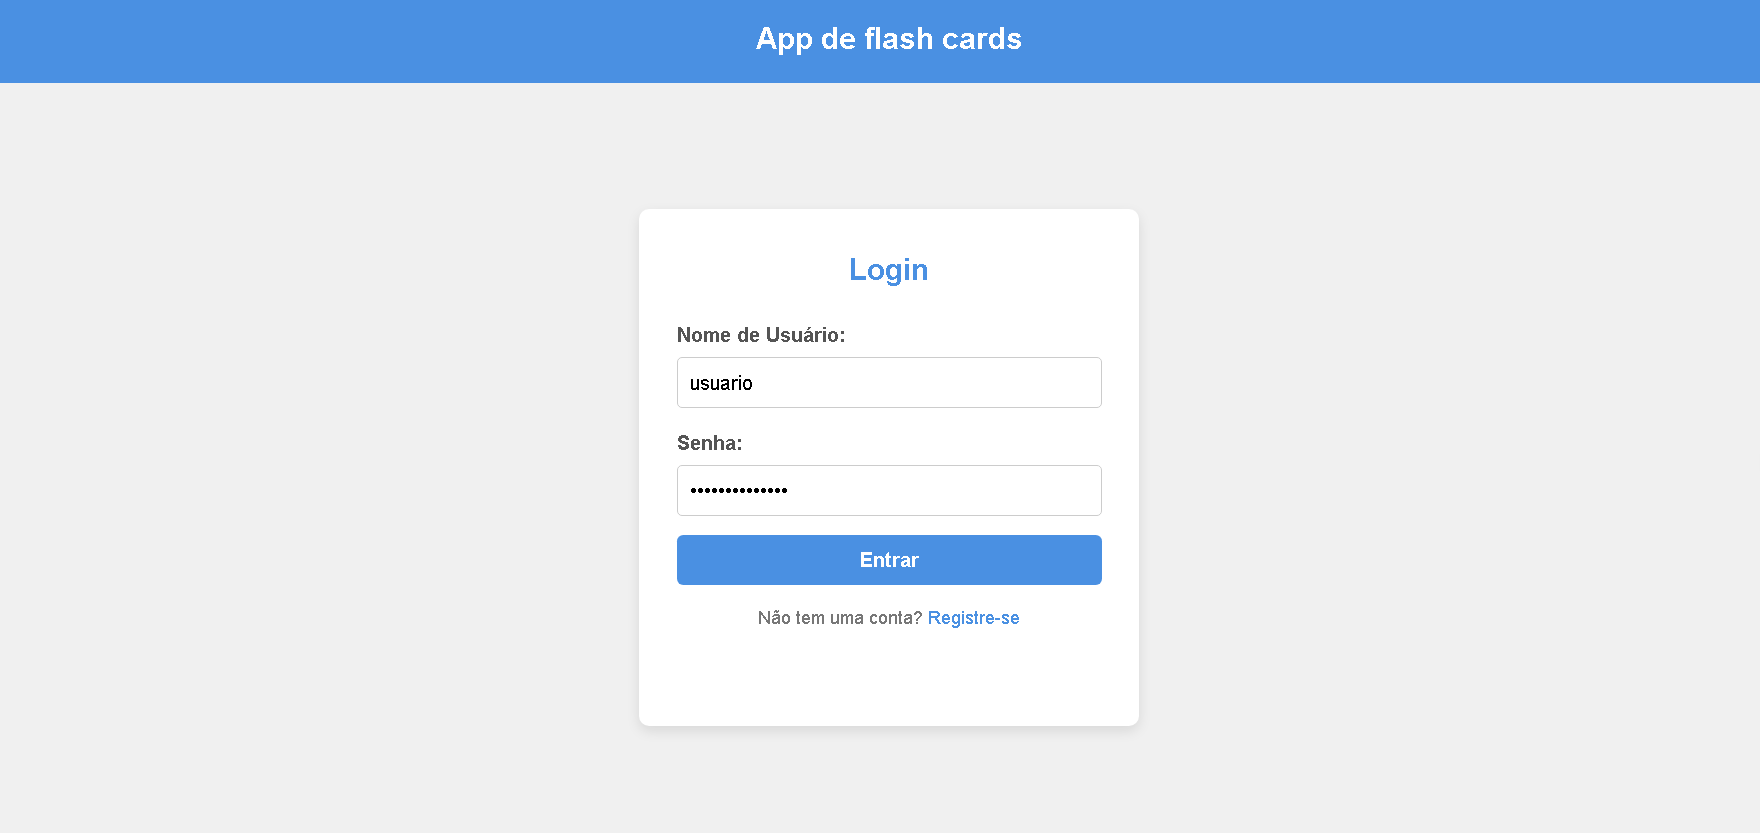 App de flash cards
Login
Nome de Usuário:
usuario
Senha:
••••••••••••••
Entrar
Não tem uma conta? Registre-se